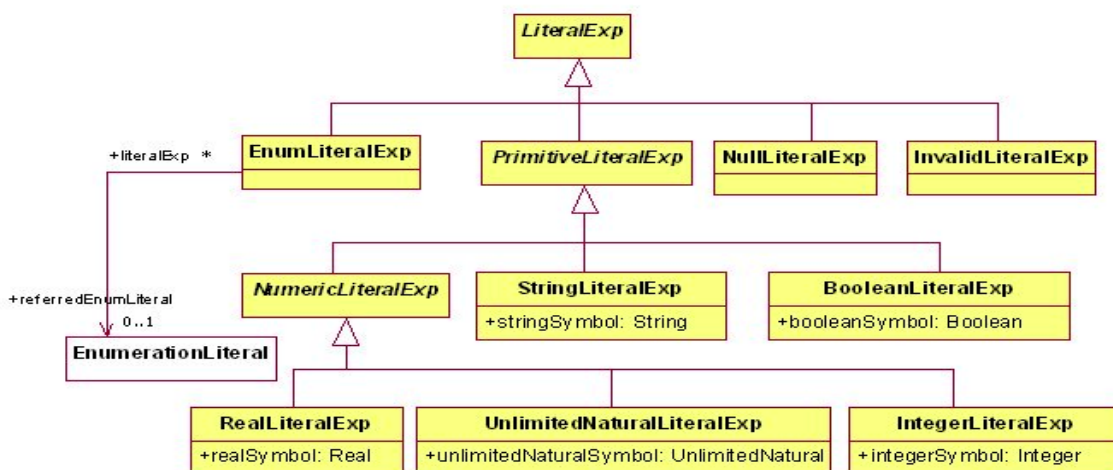 LiteralExp
+literalExp *
EnumLiteralExp
PrimitiveLiteralExp
NullLiteralExp
InvalidLiteralExp
+referredEnumLiteral
0..1
EnumerationLiteral
NumericLiteralExp
StringLiteralExp
+stringSymbol: String
BooleanLiteralExp
+booleanSymbol: Boolean
RealLiteralExp
+realSymbol: Real
UnlimitedNaturalLiteralExp
+unlimitedNaturalSymbol: UnlimitedNatural
IntegerLiteralExp
+integerSymbol: Integer